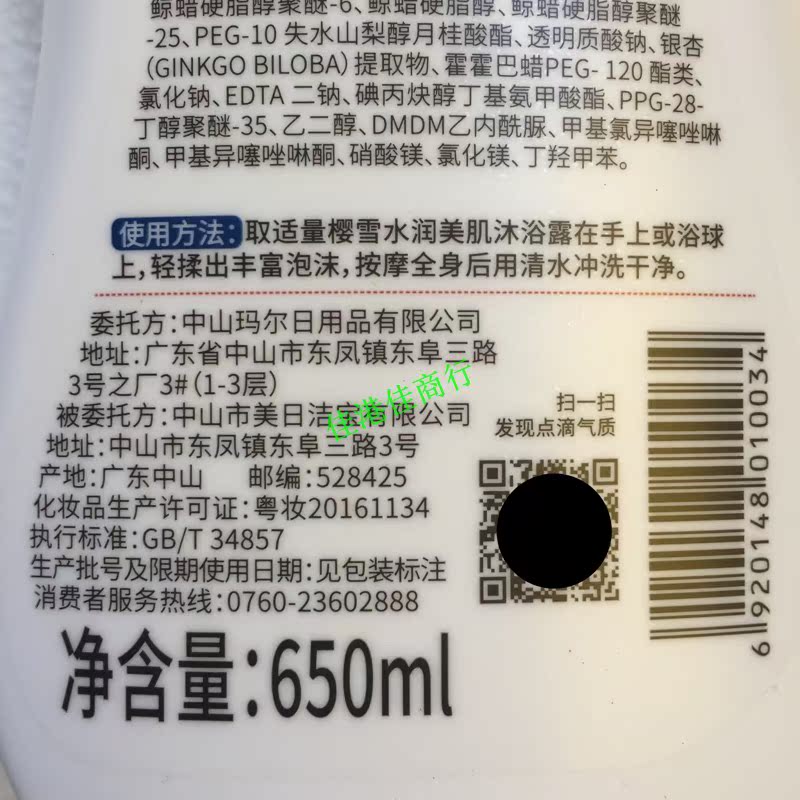 鲸蜡硬脂醇聚醚-6、鲸蜡硬脂醇、鲸蜡硬脂醇聚醚
-25、PEG-10 失水山梨醇月桂酸酯、透明质酸钠、银杏
(GINKGO BILOBA)提取物、霍霍巴蜡PEG- 120 酯类、
氯化钠、EDTA 二钠、碘丙炔醇丁基氨甲酸酯、PPG-28-
丁醇聚醚-35、乙二醇、DMDM乙内酰脲、甲基氯异噻唑啉
酮、甲基异噻唑啉酮、硝酸镁、氯化镁、丁羟甲苯。
使用方法:取适量樱雪水润美肌沐浴露在手上或浴球
上,轻揉出丰富泡沫,按摩全身后用清水冲洗干净。
委托方:中山玛尔日用品有限公司
地址:广东省中山市东凤镇东阜三路
3号之厂3#(1-3层)
被委托方:中山市美日洁宝有限公司
地址:中山市东凤镇东阜三路3号
产地:广东中山 邮编:528425
化妆品生产许可证:粤妆20161134
执行标准:GB/T 34857
生产批号及限期使用日期:见包装标注
消费者服务热线:0760-23602888
净含量:650ml
扫一扫
发现点滴气质
6 920148 010034
佳港佳商行